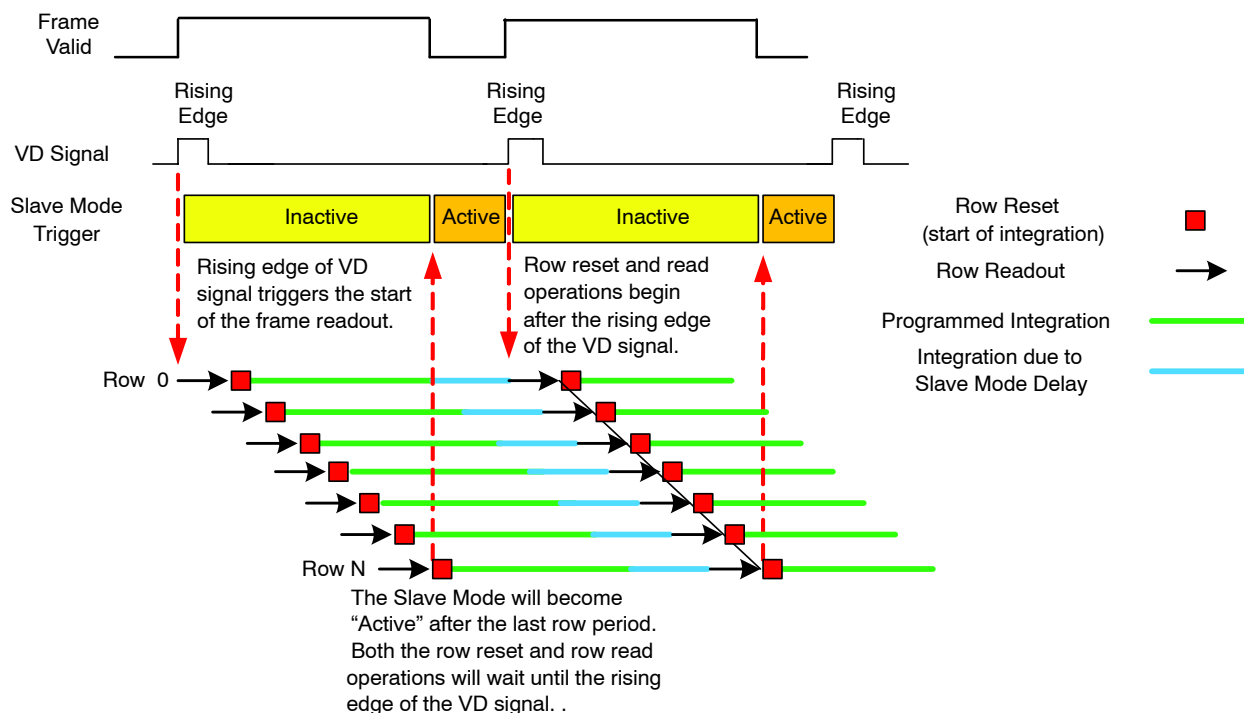 Frame
Valid
Rising
Edge
Rising
Edge
Rising
Edge
VD Signal
Slave Mode
Trigger
Inactive
Active
Inactive
Active
Rising edge of VD
signal triggers the start
of the frame readout.
Row reset and read
operations begin
after the rising edge
of the VD signal.
Row Reset
(start of integration)
Row Readout
Programmed Integration
Integration due to
Slave Mode Delay
Row 0
Row N
The Slave Mode will become
“Active” after the last row period.
Both the row reset and row read
operations will wait until the rising
edge of the VD signal. .